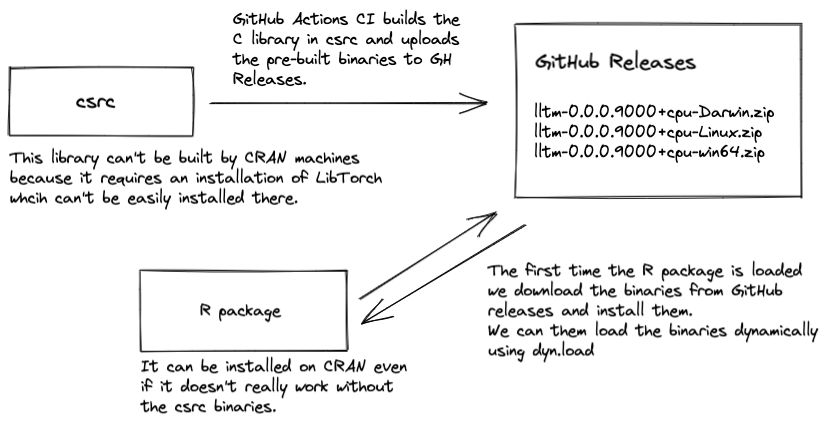 GitHub Actions CI builds the
C library in csrc and uploads
the pre-built binaries to GH
Releases.
csrc
GitHub Releases
lltm-0.0.0.9000+cpu-Darwin.zip
lltm-0.0.0.9000+cpu-Linux.zip
lltm-0.0.0.9000+cpu-win64.zip
This library can't be built by CRAN machines
because it requires an installation of LibTorch
whcih can't be easily installed there.
R package
It can be installed on CRAN even
if it doesn't really work without
the csrc binaries.
The first time the R package is loaded
we download the binaries from GitHub
releases and install them.
We can them load the binaries dynamically
using dyn.load